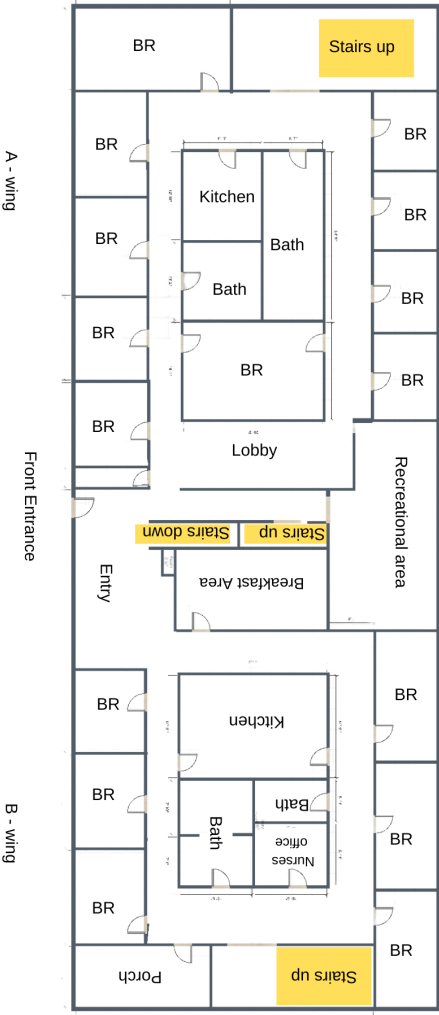 BR
Stairs up
BR
BR
BR
BR
Kitchen
Bath
BR
Bath
BR
BR
BR
BR
BR
BR
A - wing
Lobby
Front Entrance
Recreational area
Stairs down
Stairs up
Entry
Breakfast Area
BR
Kitchen
BR
BR
Bath
Bath
BR
Nurses
office
BR
BR
B - wing
Porch
Stairs up